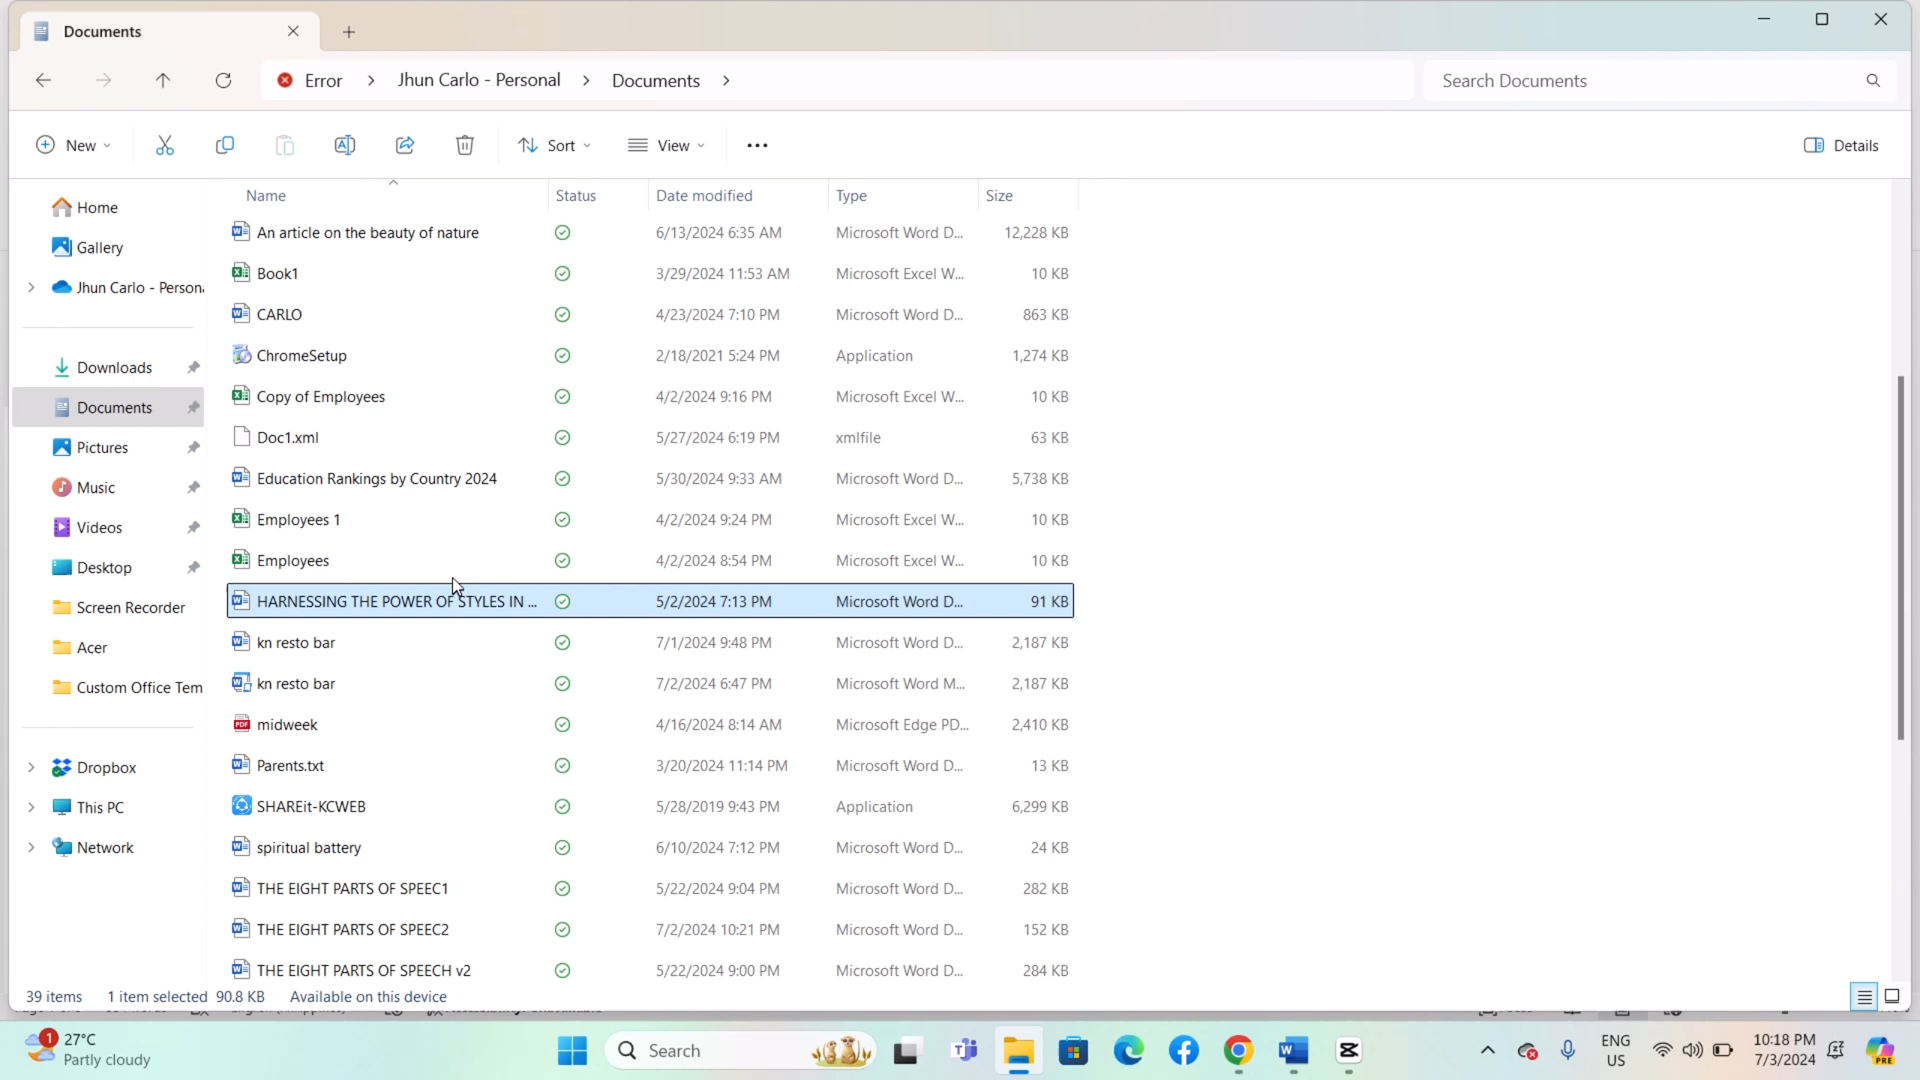 Documents
Error > Jhun Carlo - Personal > Documents >
Search Documents
New
Sort
View
Details
Name Status Date modified Type Size
Home
Gallery
Jhun Carlo - Persona
Downloads
Documents
Pictures
Music
Videos
Desktop
Screen Recorder
Acer
Custom Office Tem
Dropbox
This PC
Network
An article on the beauty of nature 6/13/2024 6:35 AM Microsoft Word D... 12,228 KB
Book1 3/29/2024 11:53 AM Microsoft Excel W... 10 KB
CARLO 4/23/2024 7:10 PM Microsoft Word D... 863 KB
ChromeSetup 2/18/2021 5:24 PM Application 1,274 KB
Copy of Employees 4/2/2024 9:16 PM Microsoft Excel W... 10 KB
Doc1.xml 5/27/2024 6:19 PM xmlfile 63 KB
Education Rankings by Country 2024 5/30/2024 9:33 AM Microsoft Word D... 5,738 KB
Employees 1 4/2/2024 9:24 PM Microsoft Excel W... 10 KB
Employees 4/2/2024 8:54 PM Microsoft Excel W... 10 KB
HARNESSING THE POWER OF STYLES IN ... 5/2/2024 7:13 PM Microsoft Word D... 91 KB
kn resto bar 7/1/2024 9:48 PM Microsoft Word D... 2,187 KB
kn resto bar 7/2/2024 6:47 PM Microsoft Word M... 2,187 KB
midweek 4/16/2024 8:14 AM Microsoft Edge PD... 2,410 KB
Parents.txt 3/20/2024 11:14 PM Microsoft Word D... 13 KB
SHAREit-KCWEB 5/28/2019 9:43 PM Application 6,299 KB
spiritual battery 6/10/2024 7:12 PM Microsoft Word D... 24 KB
THE EIGHT PARTS OF SPEEC1 5/22/2024 9:04 PM Microsoft Word D... 282 KB
THE EIGHT PARTS OF SPEEC2 7/2/2024 10:21 PM Microsoft Word D... 152 KB
THE EIGHT PARTS OF SPEECH v2 5/22/2024 9:00 PM Microsoft Word D... 284 KB
39 items 1 item selected 90.8 KB Available on this device
1
27°C
Partly cloudy
Search
ENG
US
10:18 PM
7/3/2024
PRE